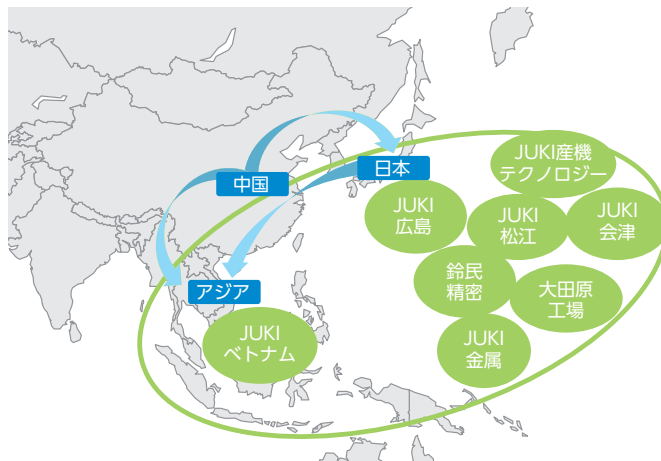 JUKI産機
テクノロジー
日本
中国
JUKI
広島
JUKI
松江
JUKI
会津
鈴民
精密
大田原
工場
アジア
JUKI
ベトナム
JUKI
金属